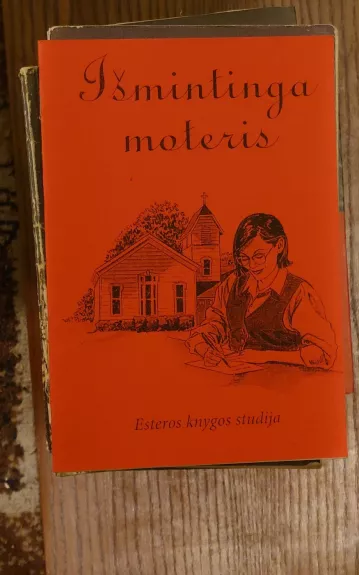 Išmintinga
moteris
Esteros knygos studija